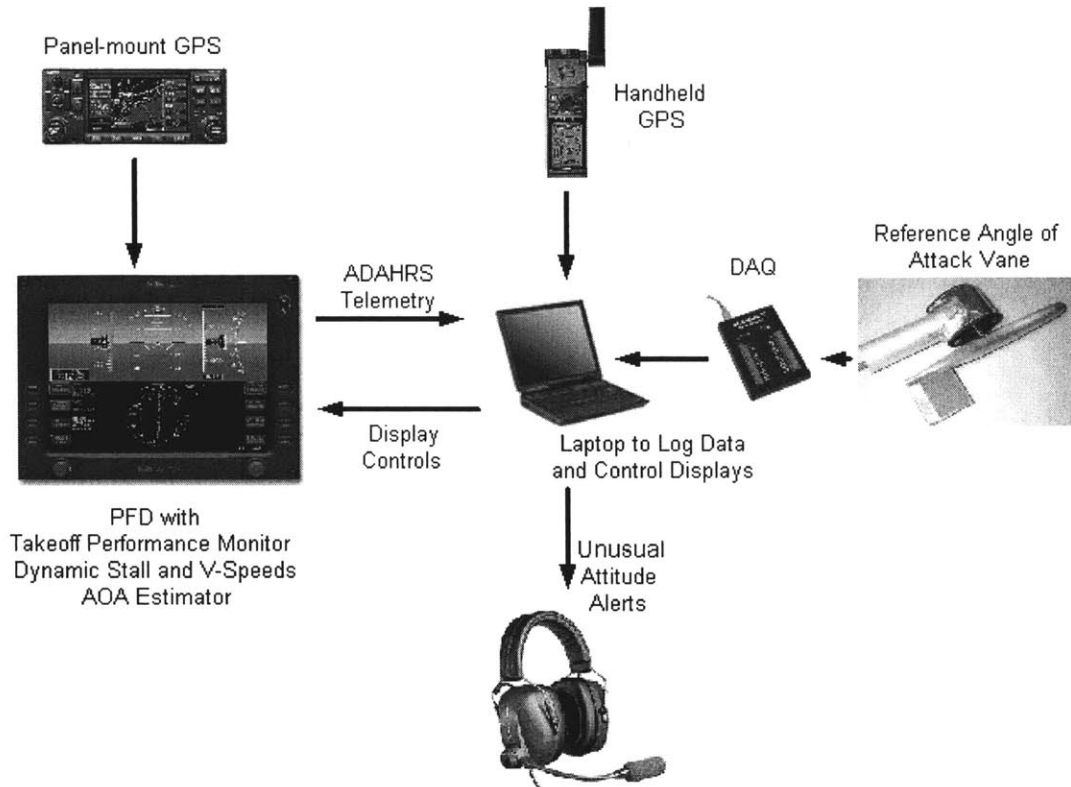 Panel-mount GPS
Handheld
GPS
Reference Angle of
Attack Vane
ADAHRS
Telemetry
DAQ
Display
Controls
Laptop to Log Data
and Control Displays
PFD with
Takeoff Performance Monitor
Dynamic Stall and V-Speeds
AOA Estimator
Unusual
Attitude
Alerts